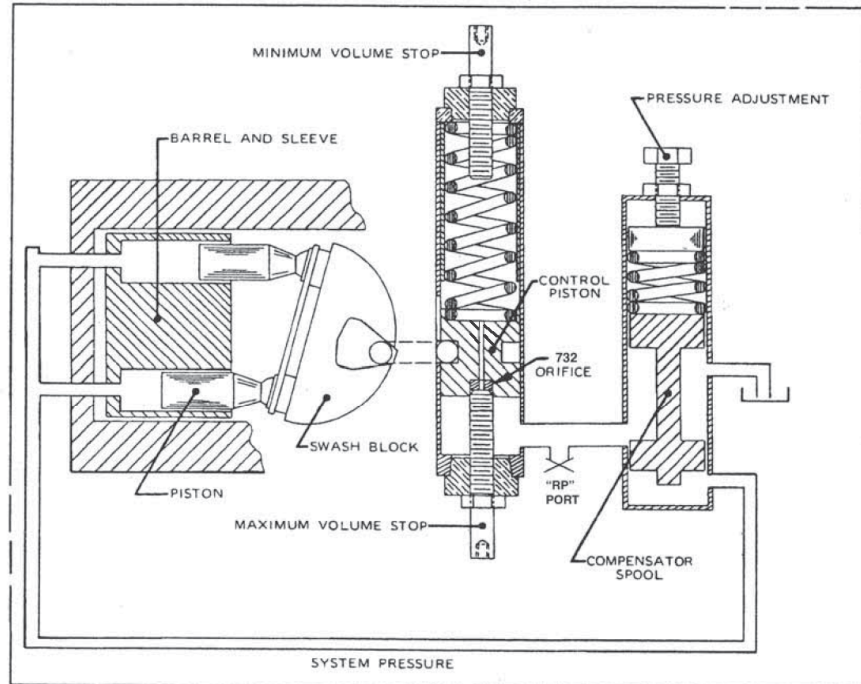 MINIMUM VOLUME STOP
PRESSURE ADJUSTMENT
BARREL AND SLEEVE
CONTROL
PISTON
732
ORIFICE
SWASH BLOCK
"RP"
PORT
PISTON
MAXIMUM VOLUME STOP
COMPENSATOR
SPOOL
SYSTEM PRESSURE